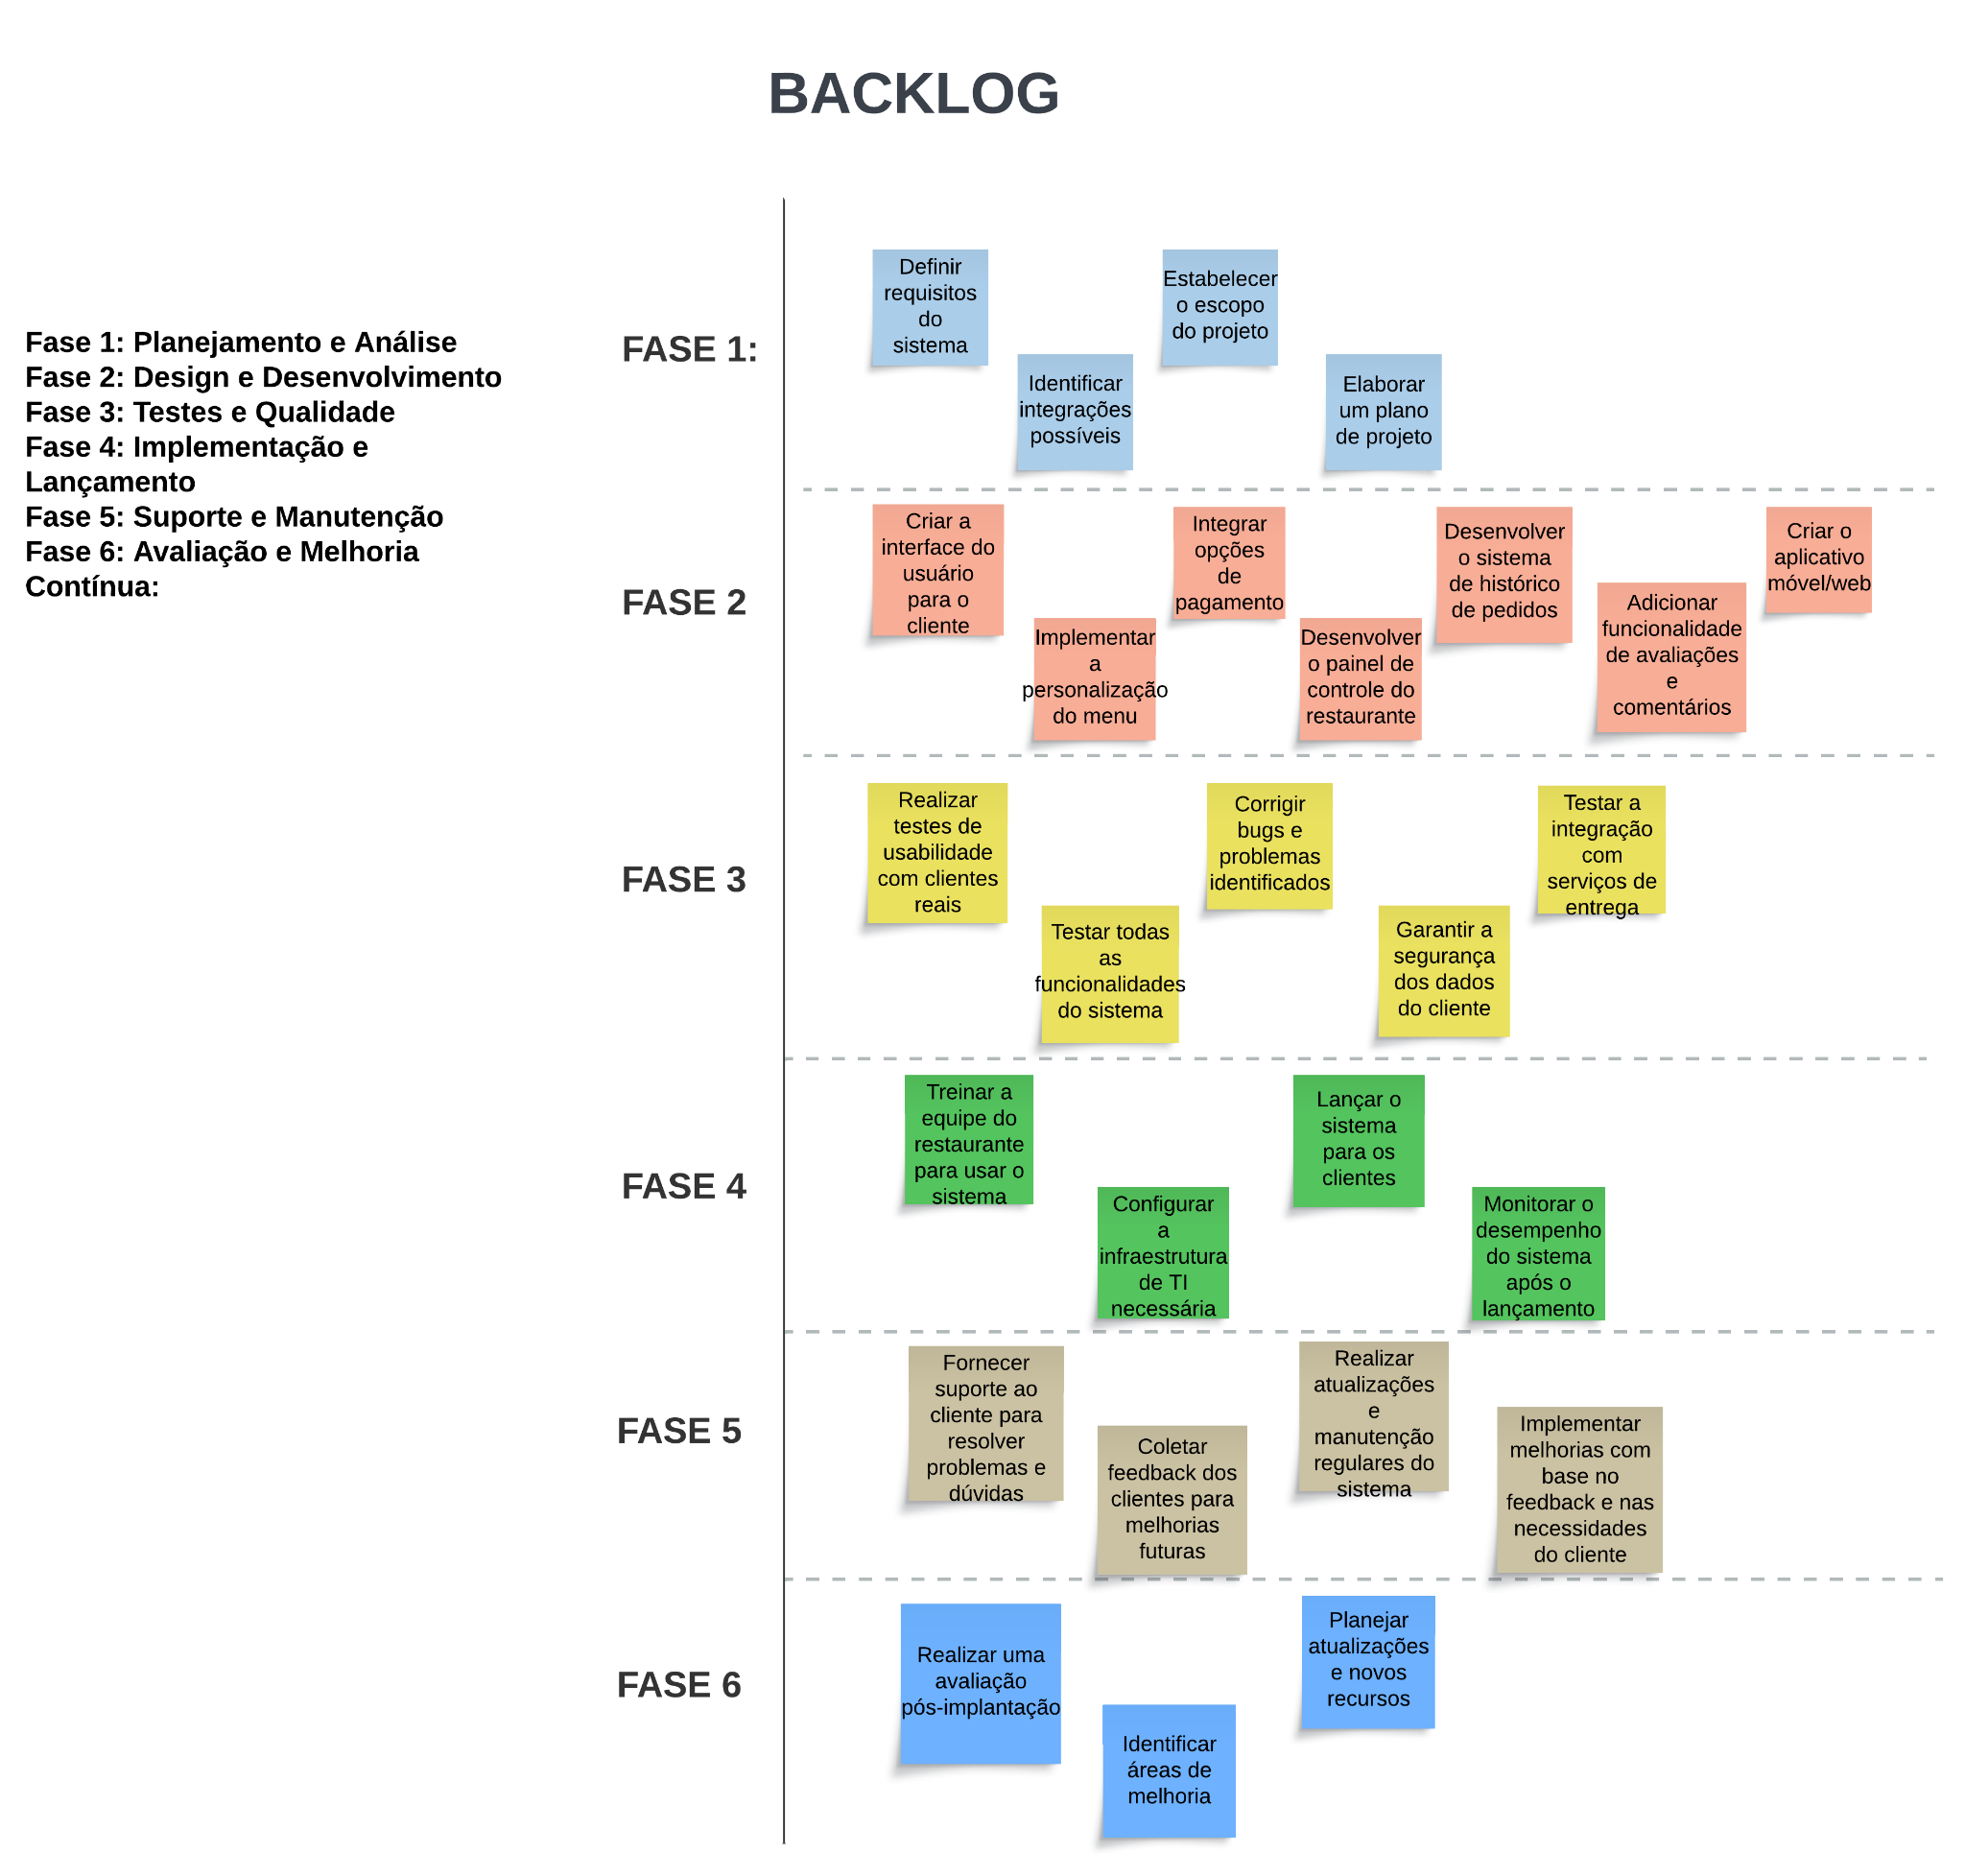 BACKLOG
Fase 1: Planejamento e Análise
Fase 2: Design e Desenvolvimento
Fase 3: Testes e Qualidade
Fase 4: Implementação e
Lançamento
Fase 5: Suporte e Manutenção
Fase 6: Avaliação e Melhoria
Contínua:
FASE 1:
Definir
requisitos
do
sistema
Identificar
integrações
possíveis
Estabelecer
o escopo
do projeto
Elaborar
um plano
de projeto
FASE 2
Criar a
interface do
usuário
para o
cliente
Implementar
a
personalização
do menu
Integrar
opções
de
pagamento
Desenvolver
o painel de
controle do
restaurante
Desenvolver
o sistema
de histórico
de pedidos
Adicionar
funcionalidade
de avaliações
e
comentários
Criar o
aplicativo
móvel/web
FASE 3
Realizar
testes de
usabilidade
com clientes
reais
Testar todas
as
funcionalidades
do sistema
Corrigir
bugs e
problemas
identificados
Garantir a
segurança
dos dados
do cliente
Testar a
integração
com
serviços de
entrega
FASE 4
Treinar a
equipe do
restaurante
para usar o
sistema
Configurar
a
infraestrutura
de TI
necessária
Lançar o
sistema
para os
clientes
Monitorar o
desempenho
do sistema
após o
lançamento
FASE 5
Fornecer
suporte ao
cliente para
resolver
problemas e
dúvidas
Coletar
feedback dos
clientes para
melhorias
futuras
Realizar
atualizações
e
manutenção
regulares do
sistema
Implementar
melhorias com
base no
feedback e nas
necessidades
do cliente
FASE 6
Realizar uma
avaliação
pós-implantação
Identificar
áreas de
melhoria
Planejar
atualizações
e novos
recursos